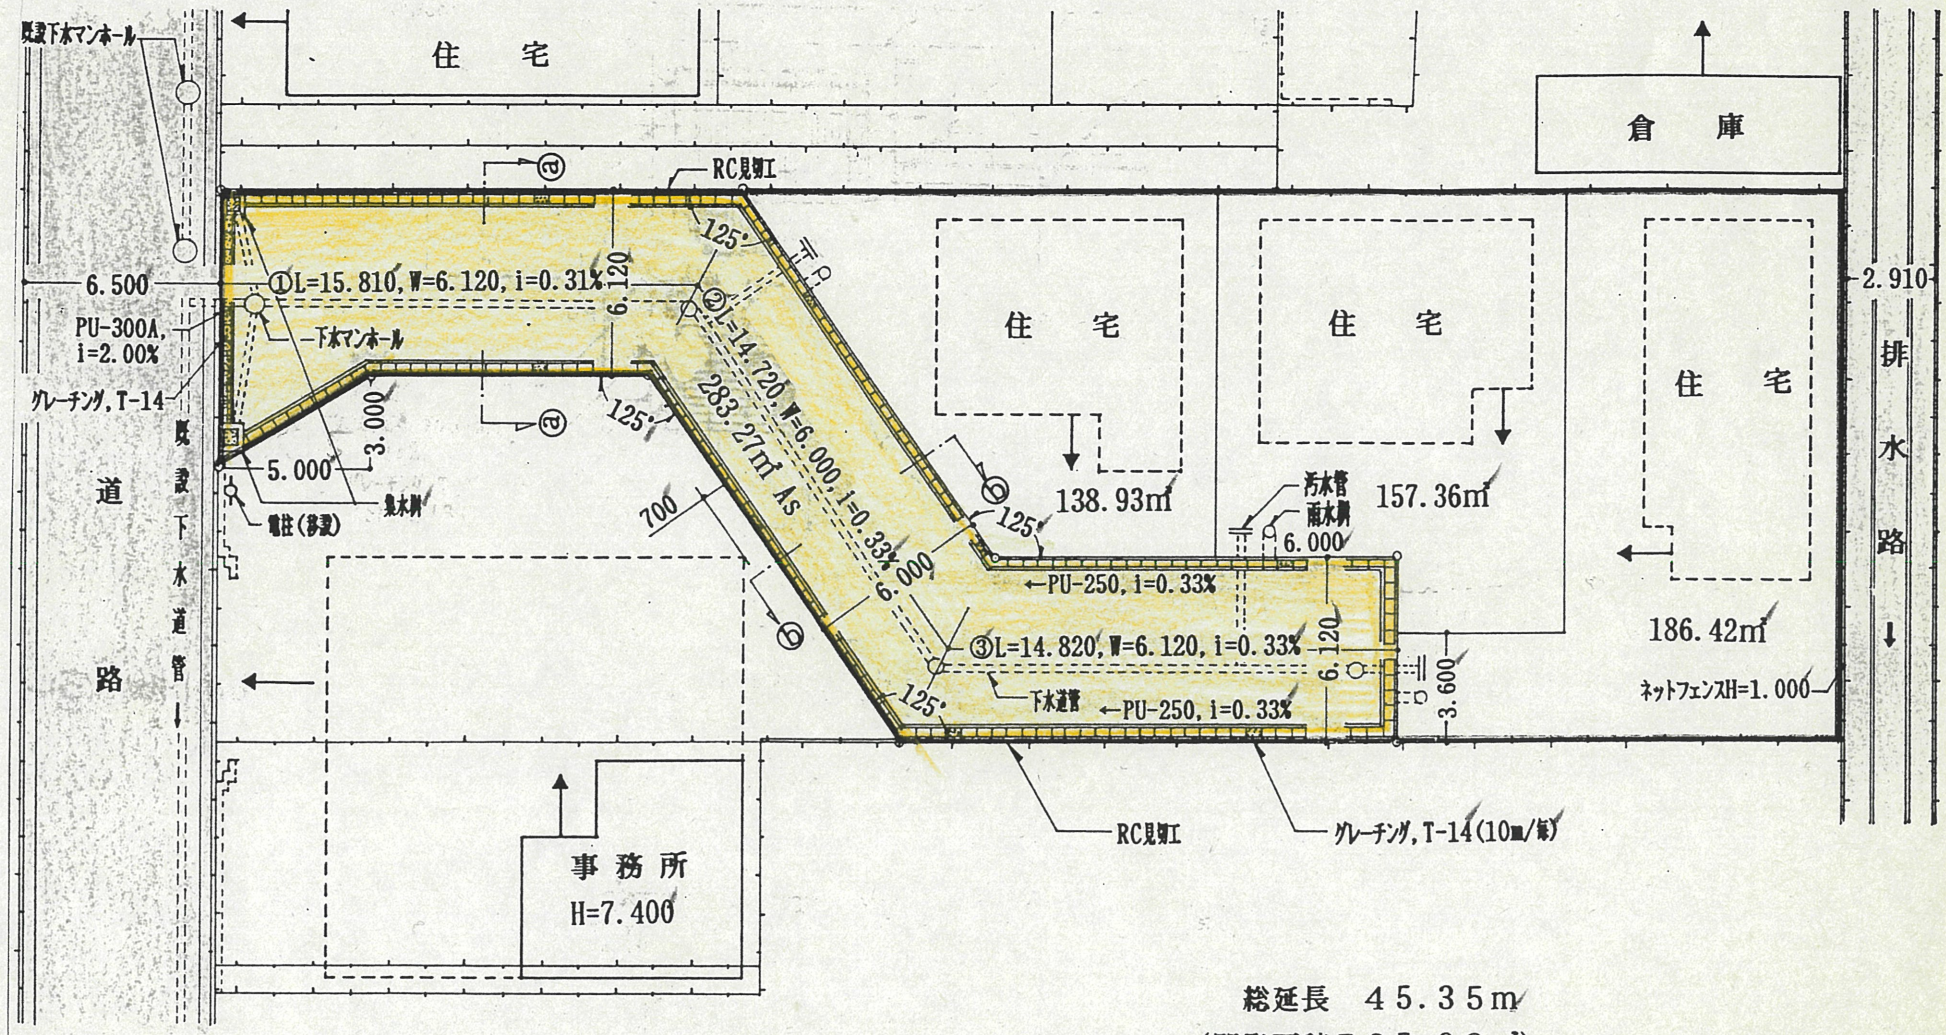 既設下水マンホール
住宅
倉庫
ⓐ
RC見切工
125°
6.500
①L=15.810, W=6.120, i=0.31%
6.120
2.910
PU-300A,
i=2.00%
下水マンホール
グレーチング, T-14
②L=14.720, W=6.000, i=0.33%
283.27㎡ As
住宅
住宅
住宅
排水路
ⓐ
125°
3.000
5.000
集水桝
電柱(移設)
道路
既設下水道管
700
ⓑ
138.93㎡
157.36㎡
汚水管
雨水桝
125°
6.000
6.000
←PU-250, i=0.33%
186.42㎡
ⓑ
③L=14.820, W=6.120, i=0.33%
6.120
3.600
ネットフェンスH=1.000
125°
下水道管
←PU-250, i=0.33%
RC見切工
グレーチング, T-14(10m/毎)
事務所
H=7.400
総延長 45.35m